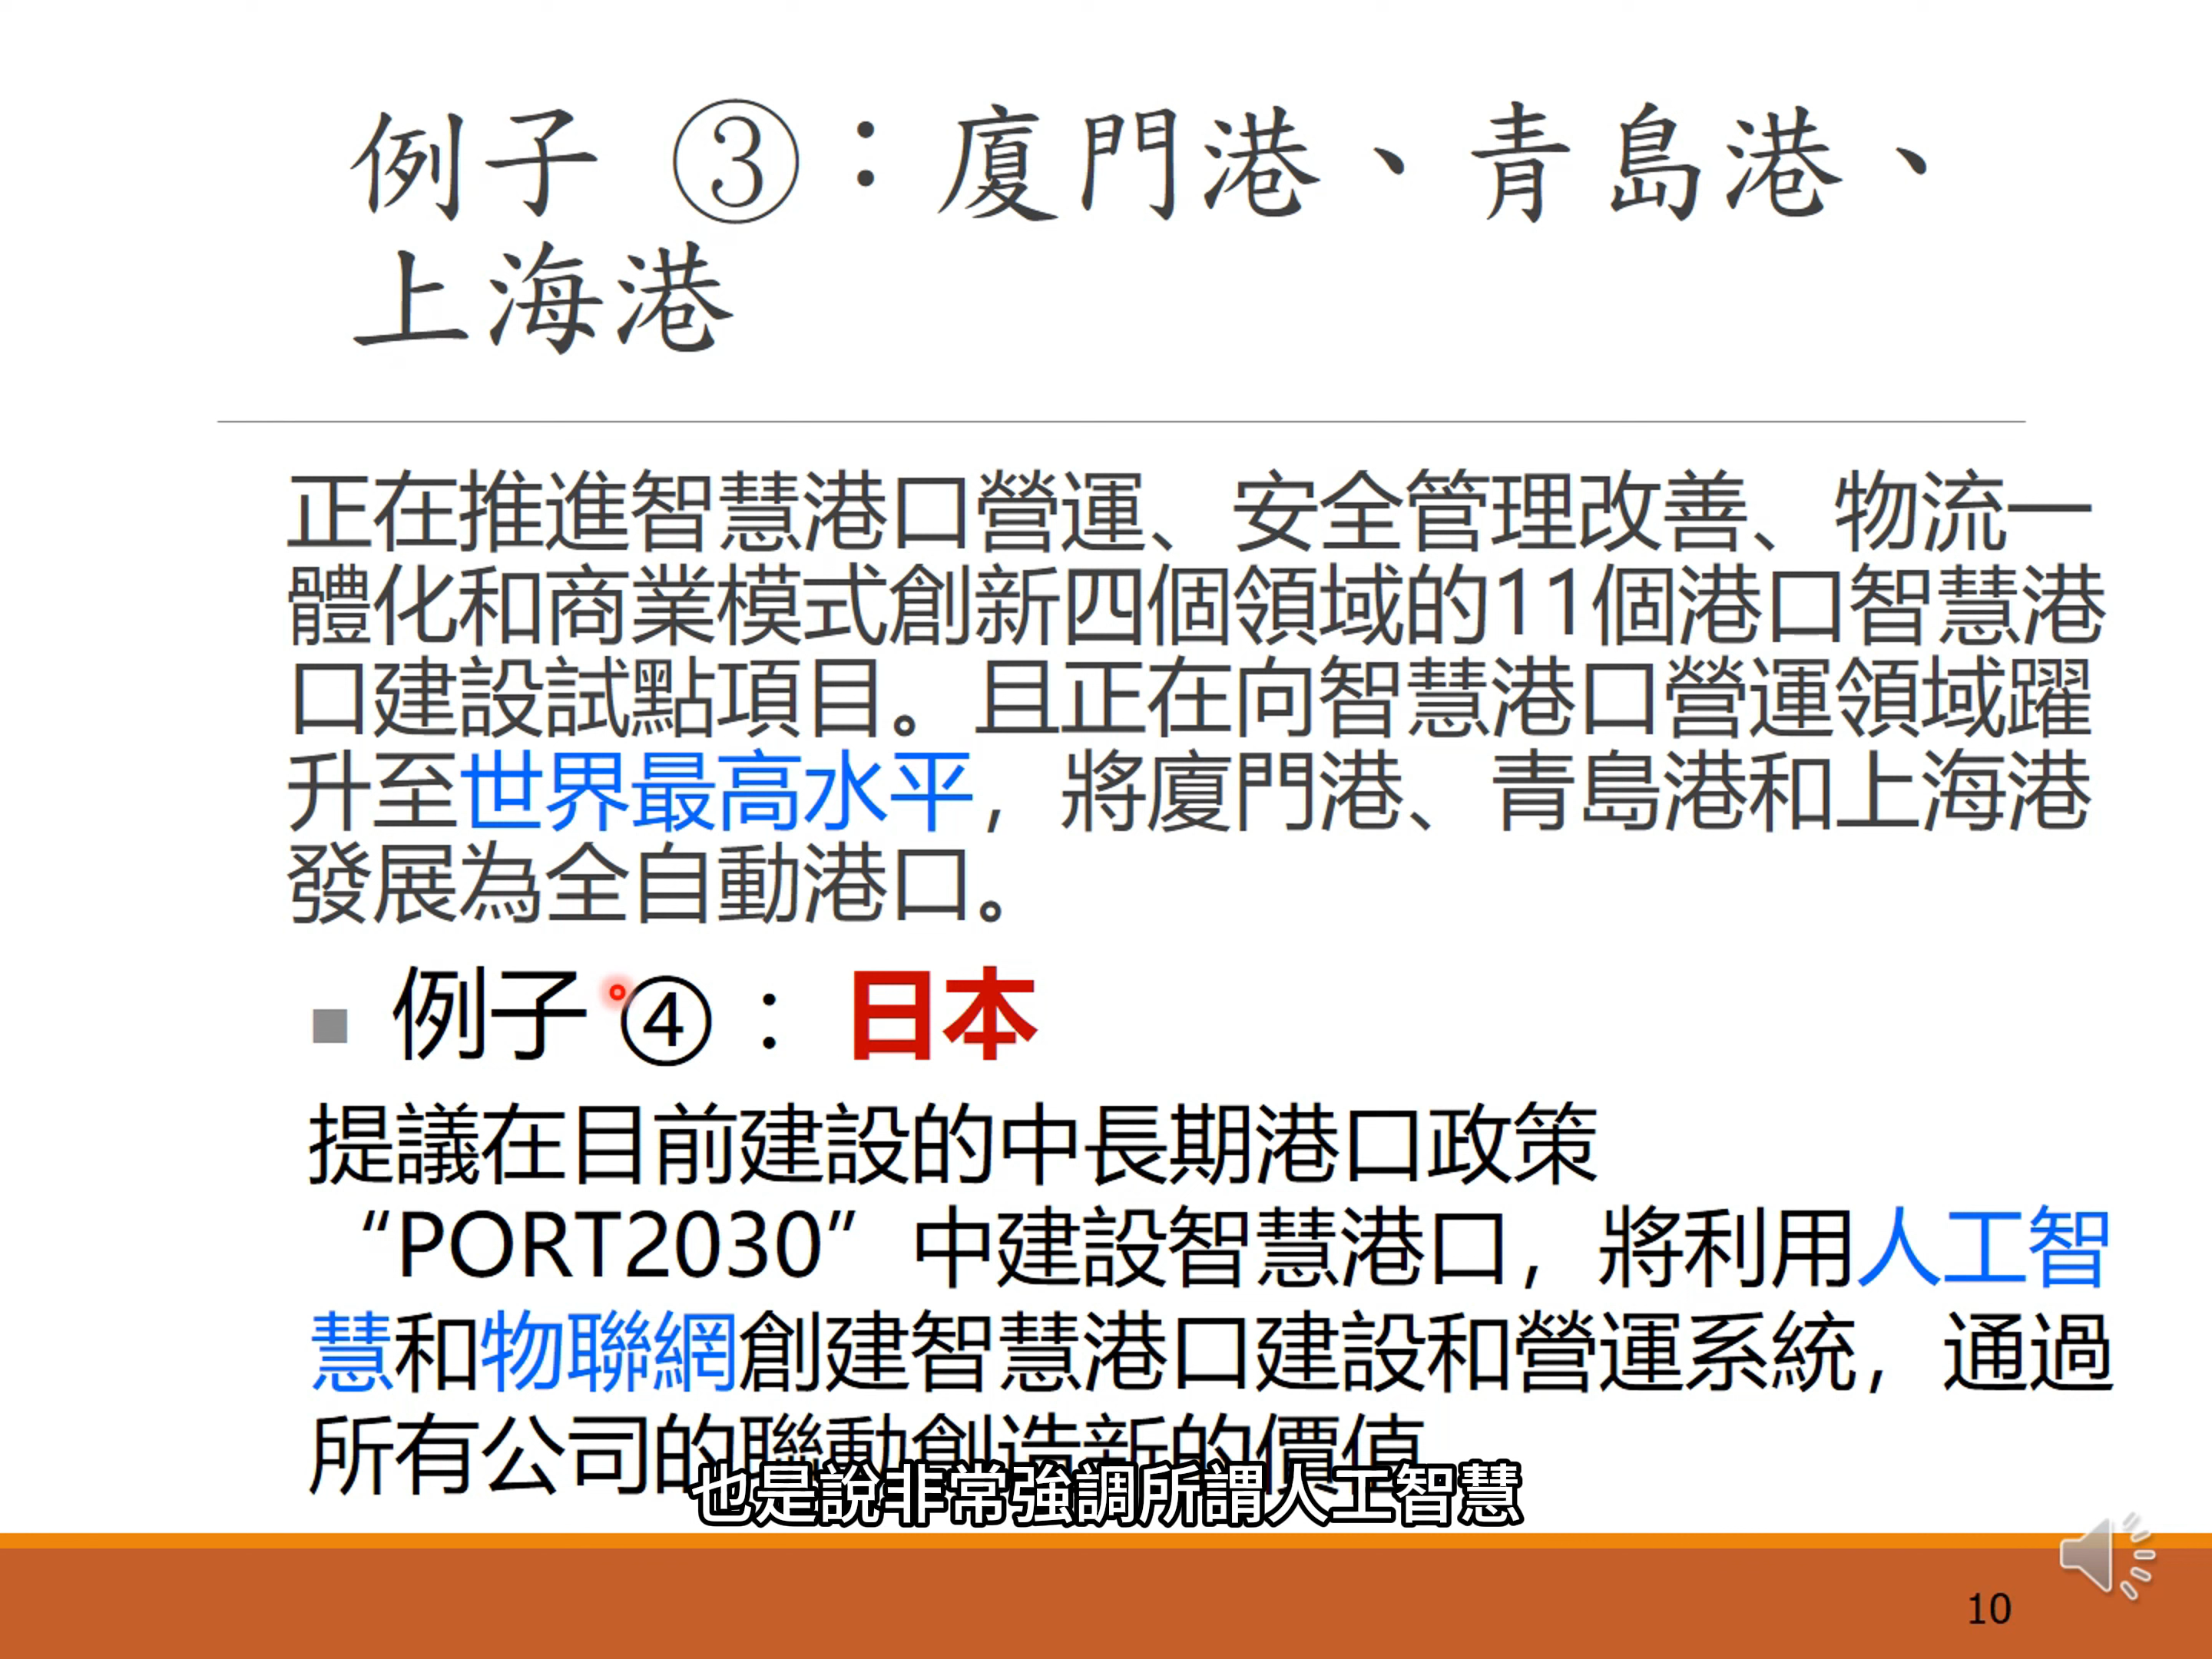 例子 ③：廈門港、青島港、
上海港
正在推進智慧港口營運、安全管理改善、物流一
體化和商業模式創新四個領域的11個港口智慧港
口建設試點項目。且正在向智慧港口營運領域躍
升至世界最高水平，將廈門港、青島港和上海港
發展為全自動港口。
■ 例子 ④ ： 日本
提議在目前建設的中長期港口政策
“PORT2030”中建設智慧港口，將利用人工智
慧和物聯網創建智慧港口建設和營運系統，通過
所有公司的聯動創造新的價值
也是說非常強調所謂人工智慧
10